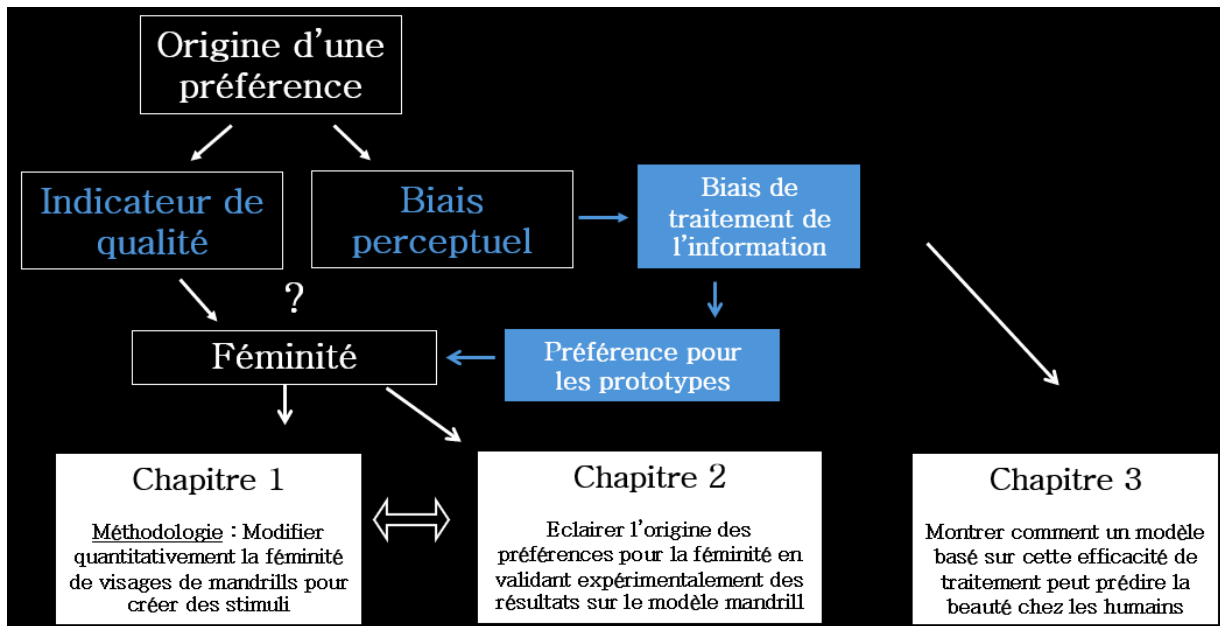 Origine d'une
préférence
Indicateur de
qualité
Biais
perceptuel
Biais de
traitement de
l'information
?
Féminité
Préférence pour
les prototypes
Chapitre 1
Méthodologie : Modifier
quantitativement la féminité
de visages de mandrills pour
créer des stimuli
Chapitre 2
Eclairer l'origine des
préférences pour la féminité en
validant expérimentalement des
résultats sur le modèle mandrill
Chapitre 3
Montrer comment un modèle
basé sur cette efficacité de
traitement peut prédire la
beauté chez les humains